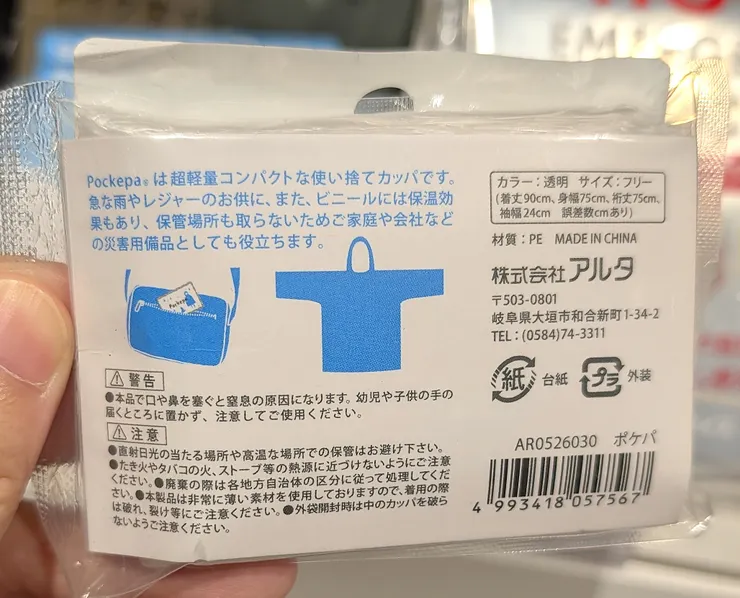 Pockepa®は超軽量コンパクトな使い捨てカッパです。
急な雨やレジャーのお供に、また、ビニールには保温効
果もあり、保管場所も取らないためご家庭や会社など
の災害用備品としても役立ちます。
Pockepa
警告
●本品で口や鼻を塞ぐと窒息の原因になります。幼児や子供の手の
届くところに置かず、注意してご使用ください。
注意
●直射日光の当たる場所や高温な場所での保管はお避け下さい。
●たき火やタバコの火、ストーブ等の熱源に近づけないようにご注意
ください。●廃棄の際は各地方自治体の区分に従って処理してくだ
さい。●本製品は非常に薄い素材を使用しておりますので、着用の際
は破れ、裂け等にご注意ください。●外袋開封時は中のカッパを破ら
ないようご注意ください。
カラー：透明 サイズ：フリー
(着丈90cm、身幅75cm、裄丈75cm、
袖幅24cm 誤差数cmあり)
材質：PE MADE IN CHINA
株式会社アルタ
〒503-0801
岐阜県大垣市和合新町1-34-2
TEL：(0584)74-3311
紙 台紙 プラ 外装
AR0526030 ポケパ
4 993418 057567